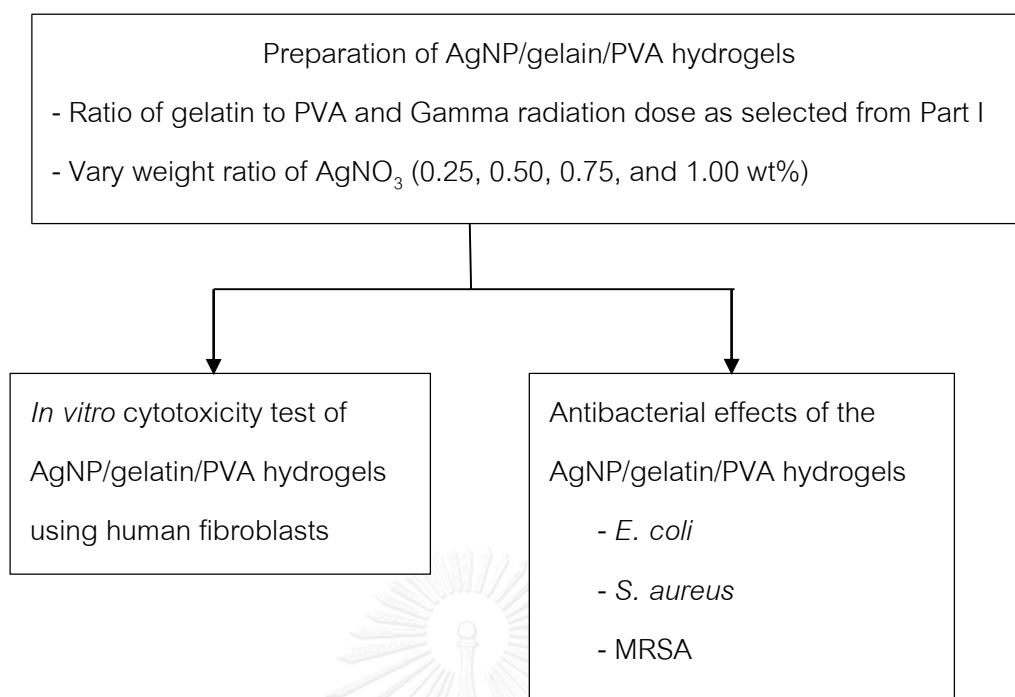 Preparation of AgNP/gelain/PVA hydrogels
- Ratio of gelatin to PVA and Gamma radiation dose as selected from Part I
- Vary weight ratio of AgNO₃ (0.25, 0.50, 0.75, and 1.00 wt%)
In vitro cytotoxicity test of
AgNP/gelatin/PVA hydrogels
using human fibroblasts
Antibacterial effects of the
AgNP/gelatin/PVA hydrogels
- E. coli
- S. aureus
- MRSA